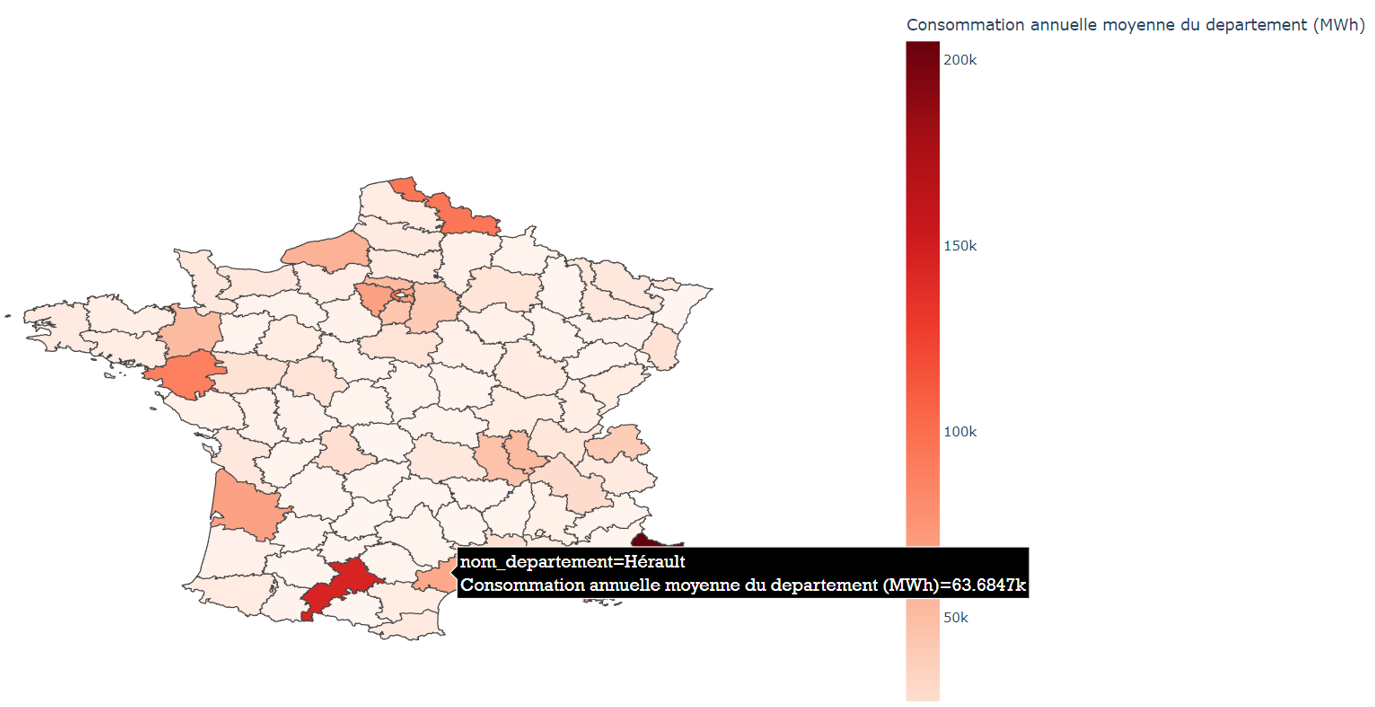 Consommation annuelle moyenne du departement (MWh)
200k
150k
100k
nom_departement=Hérault
Consommation annuelle moyenne du departement (MWh)=63.6847k
50k